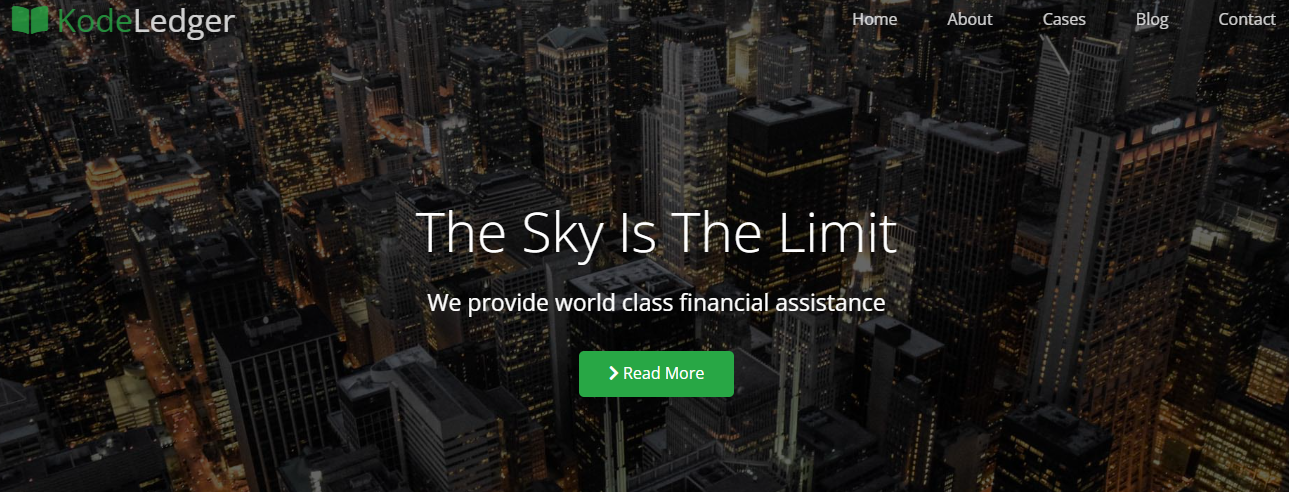 KodeLedger
Home About Cases Blog Contact
The Sky Is The Limit
We provide world class financial assistance
Read More